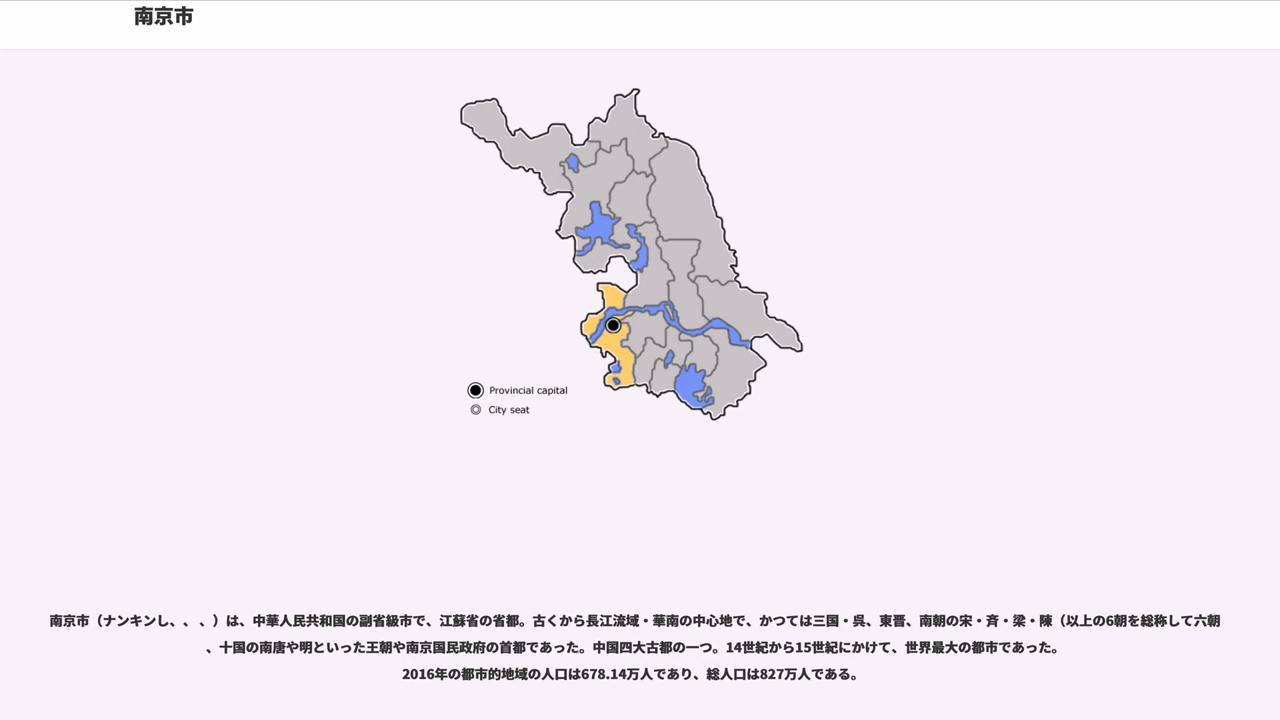 南京市
Provincial capital
City seat
南京市（ナンキンし、、 、）は、中華人民共和国の副省級市で、江蘇省の省都。古くから長江流域・華南の中心地で、かつては三国・呉、東晋、南朝の宋・斉・梁・陳（以上の6朝を総称して六朝
、十国の南唐や明といった王朝や南京国民政府の首都であった。中国四大古都の一つ。14世紀から15世紀にかけて、世界最大の都市であった。
2016年の都市的地域の人口は678.14万人であり、総人口は827万人である。